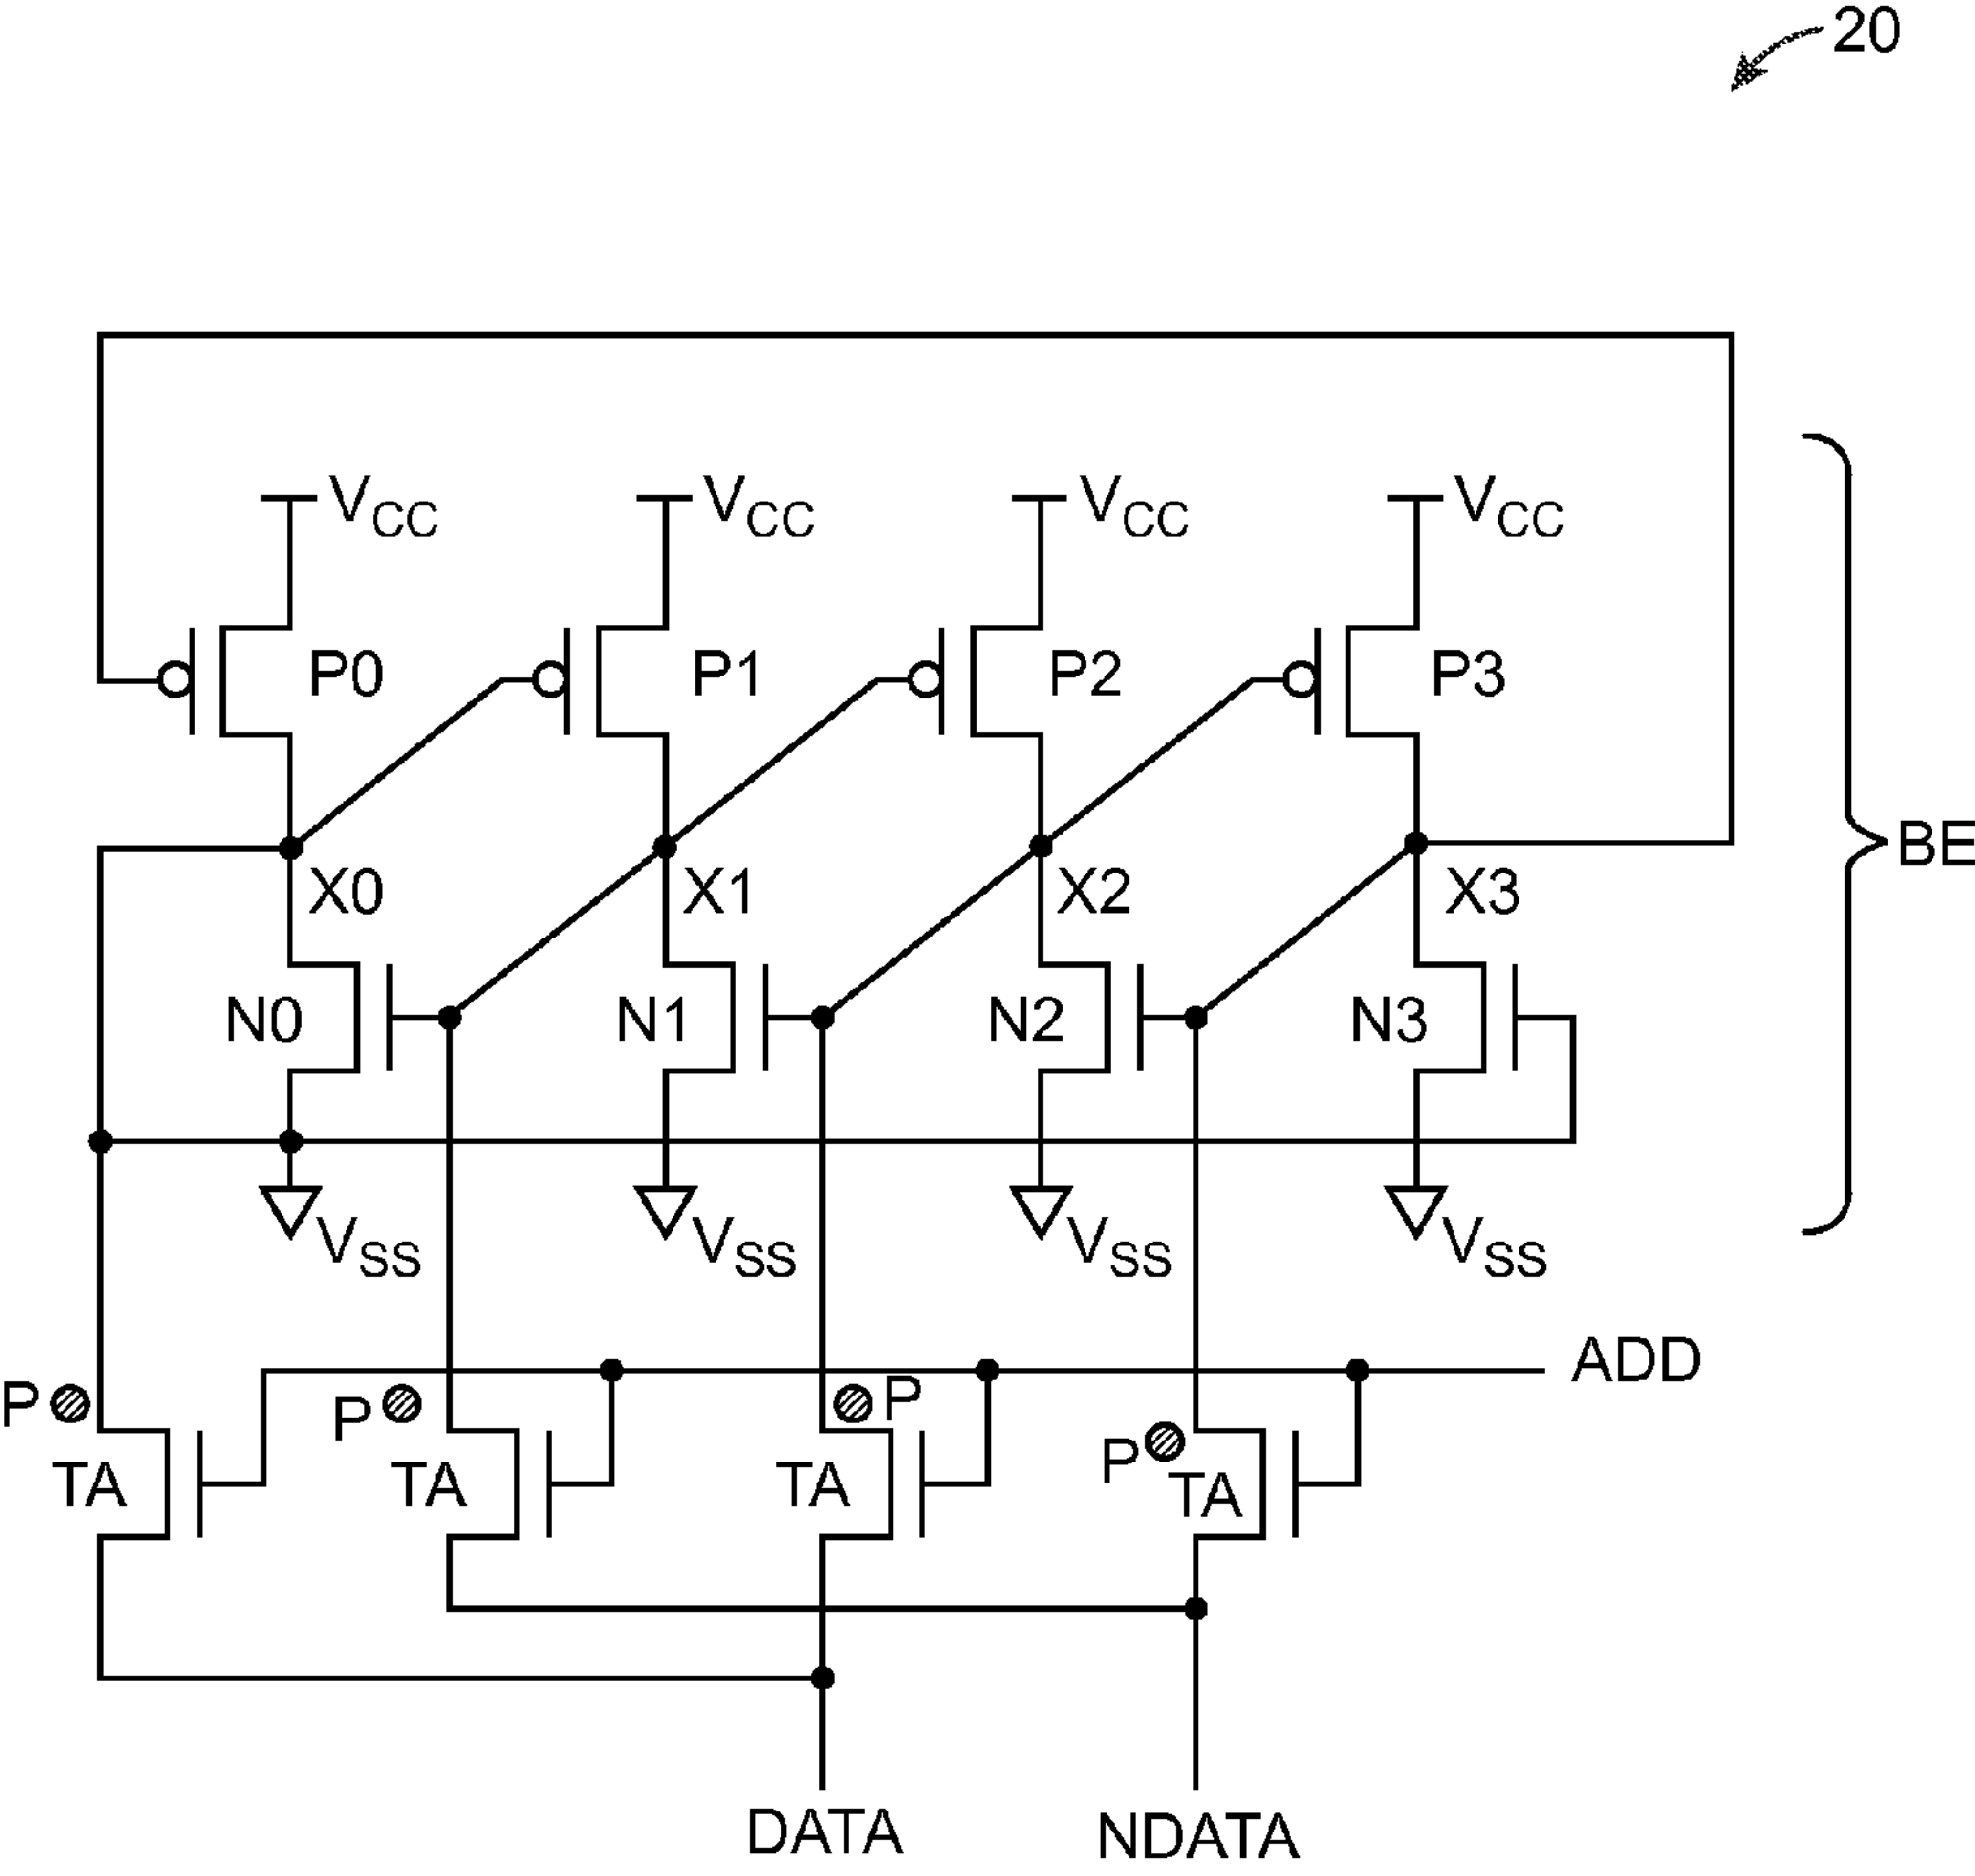 20
VCC VCC VCC VCC
P0 P1 P2 P3
BE
X0 X1 X2 X3
N0 N1 N2 N3
VSS VSS VSS VSS
ADD
P P P P
TA TA TA TA
DATA NDATA